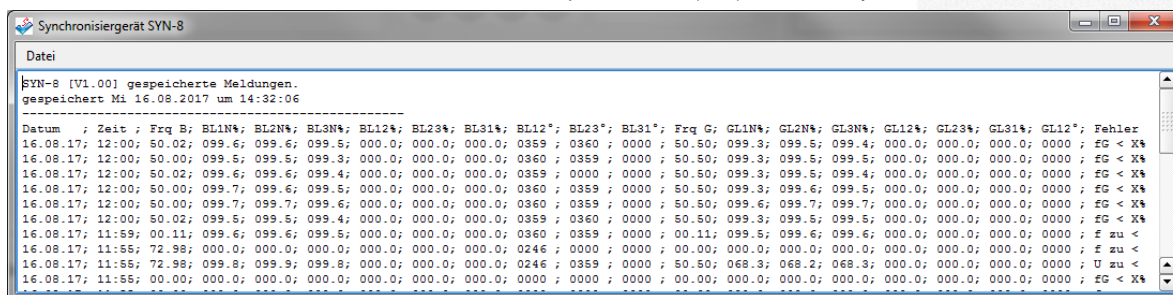 Synchronisiergerät SYN-8
Datei
SYN-8 [V1.00] gespeicherte Meldungen.
gespeichert Mi 16.08.2017 um 14:32:06
------------------------------------------------------
Datum ; Zeit ; Frq B; BL1N%; BL2N%; BL3N%; BL12%; BL23%; BL31%; BL12°; BL23°; BL31°; Frq G; GL1N%; GL2N%; GL3N%; GL12%; GL23%; GL31%; GL12°; Fehler
16.08.17; 12:00; 50.02; 099.6; 099.6; 099.5; 000.0; 000.0; 000.0; 0359 ; 0360 ; 0000 ; 50.50; 099.3; 099.5; 099.4; 000.0; 000.0; 000.0; 0000 ; fG < X%
16.08.17; 12:00; 50.00; 099.5; 099.5; 099.3; 000.0; 000.0; 000.0; 0360 ; 0359 ; 0000 ; 50.50; 099.3; 099.5; 099.5; 000.0; 000.0; 000.0; 0000 ; fG < X%
16.08.17; 12:00; 50.02; 099.6; 099.6; 099.4; 000.0; 000.0; 000.0; 0359 ; 0000 ; 0000 ; 50.50; 099.3; 099.5; 099.4; 000.0; 000.0; 000.0; 0000 ; fG < X%
16.08.17; 12:00; 50.00; 099.7; 099.6; 099.5; 000.0; 000.0; 000.0; 0360 ; 0359 ; 0000 ; 50.50; 099.3; 099.6; 099.5; 000.0; 000.0; 000.0; 0000 ; fG < X%
16.08.17; 12:00; 50.00; 099.7; 099.7; 099.6; 000.0; 000.0; 000.0; 0360 ; 0359 ; 0000 ; 50.50; 099.6; 099.7; 099.7; 000.0; 000.0; 000.0; 0000 ; fG < X%
16.08.17; 12:00; 50.02; 099.5; 099.5; 099.4; 000.0; 000.0; 000.0; 0359 ; 0360 ; 0000 ; 50.50; 099.3; 099.5; 099.5; 000.0; 000.0; 000.0; 0000 ; fG < X%
16.08.17; 11:59; 00.11; 099.6; 099.6; 099.5; 000.0; 000.0; 000.0; 0360 ; 0359 ; 0000 ; 00.11; 099.5; 099.6; 099.6; 000.0; 000.0; 000.0; 0000 ; f zu <
16.08.17; 11:55; 72.98; 000.0; 000.0; 000.0; 000.0; 000.0; 000.0; 0246 ; 0000 ; 0000 ; 00.00; 000.0; 000.0; 000.0; 000.0; 000.0; 000.0; 0000 ; f zu <
16.08.17; 11:55; 72.98; 099.8; 099.9; 099.8; 000.0; 000.0; 000.0; 0246 ; 0359 ; 0000 ; 50.50; 068.3; 068.2; 068.3; 000.0; 000.0; 000.0; 0000 ; U zu <
16.08.17; 11:55; 00.00; 000.0; 000.0; 000.0; 000.0; 000.0; 000.0; 0000 ; 0000 ; 0000 ; 00.00; 000.0; 000.0; 000.0; 000.0; 000.0; 000.0; 0000 ; fG < X%